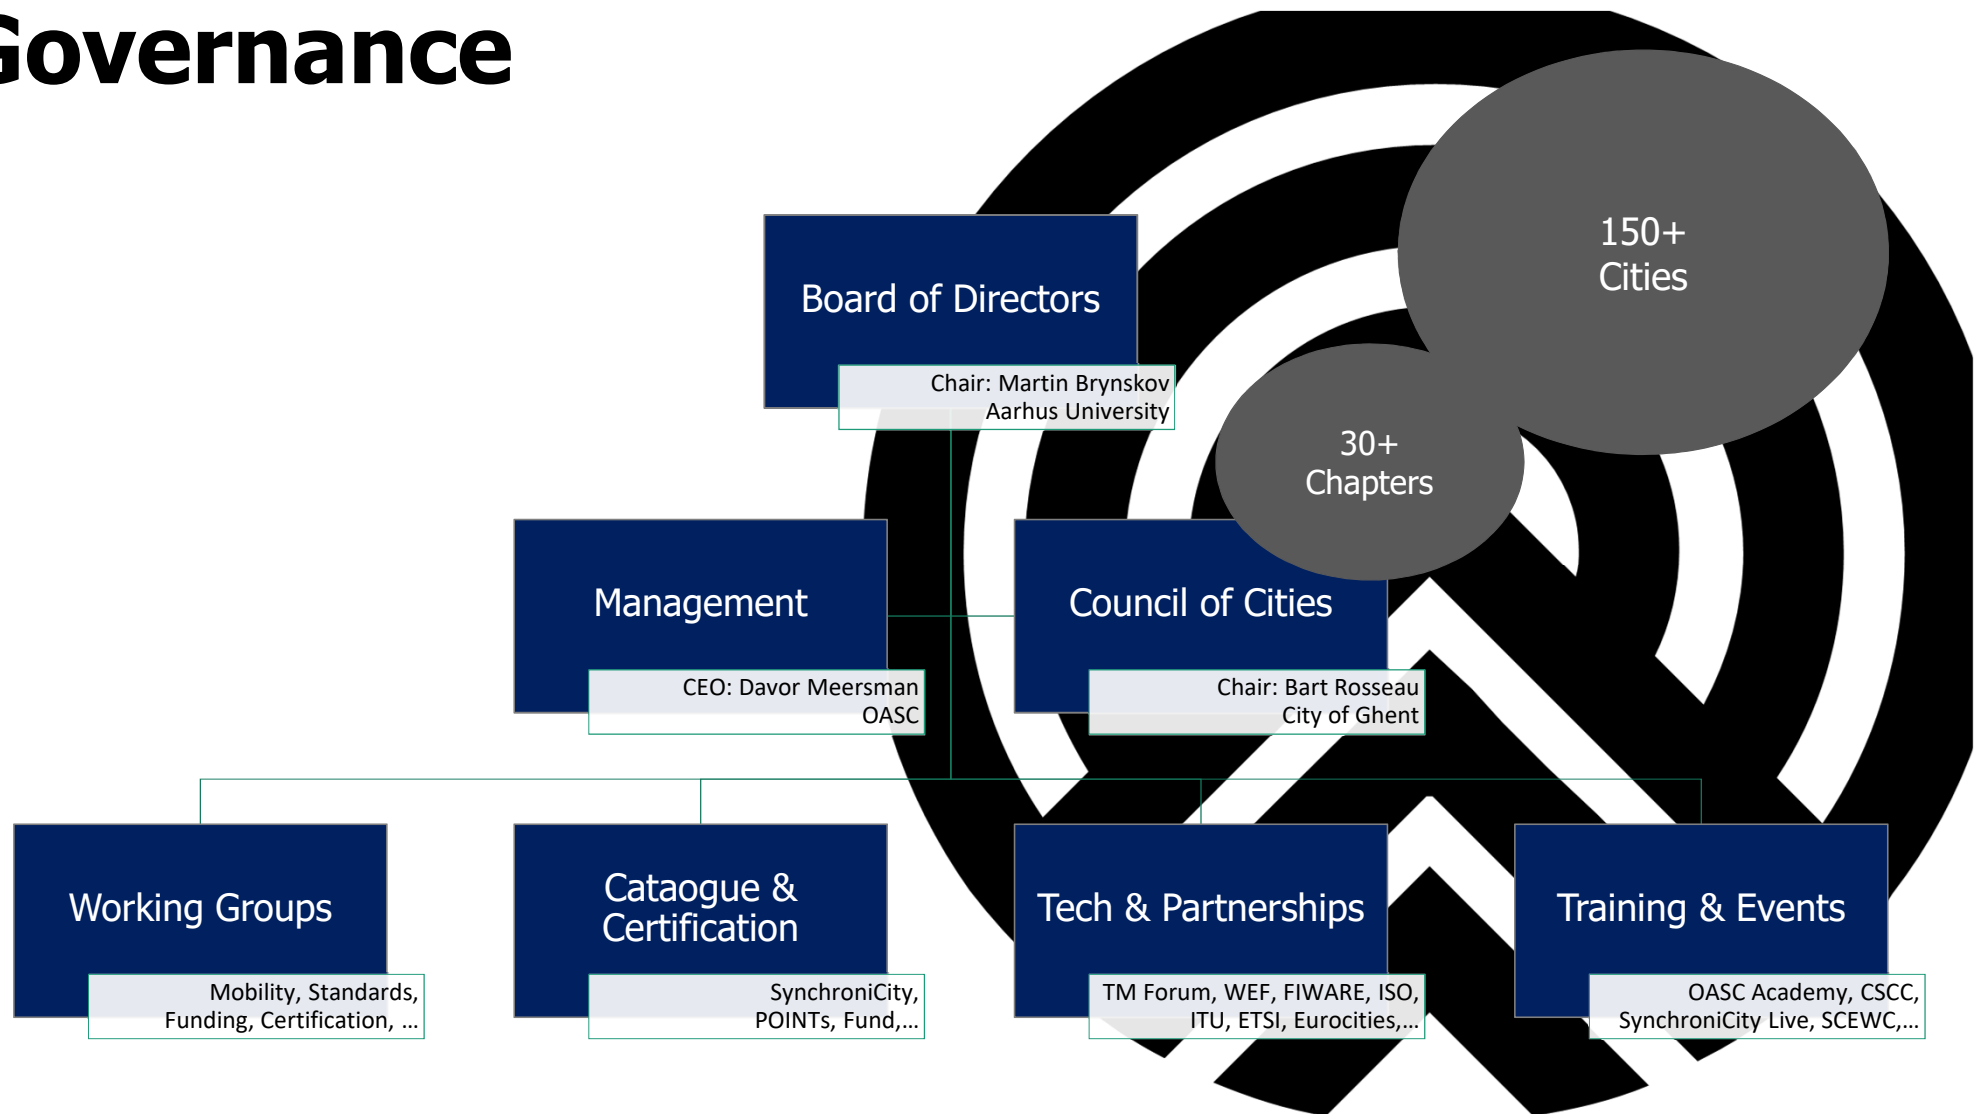 Governance
150+
Cities
Board of Directors
Chair: Martin Brynskov
Aarhus University
30+
Chapters
Management
CEO: Davor Meersman
OASC
Council of Cities
Chair: Bart Rosseau
City of Ghent
Working Groups
Mobility, Standards,
Funding, Certification, ...
Cataogue &
Certification
SynchroniCity,
POINTs, Fund,...
Tech & Partnerships
TM Forum, WEF, FIWARE, ISO,
ITU, ETSI, Eurocities,...
Training & Events
OASC Academy, CSCC,
SynchroniCity Live, SCEWC,...